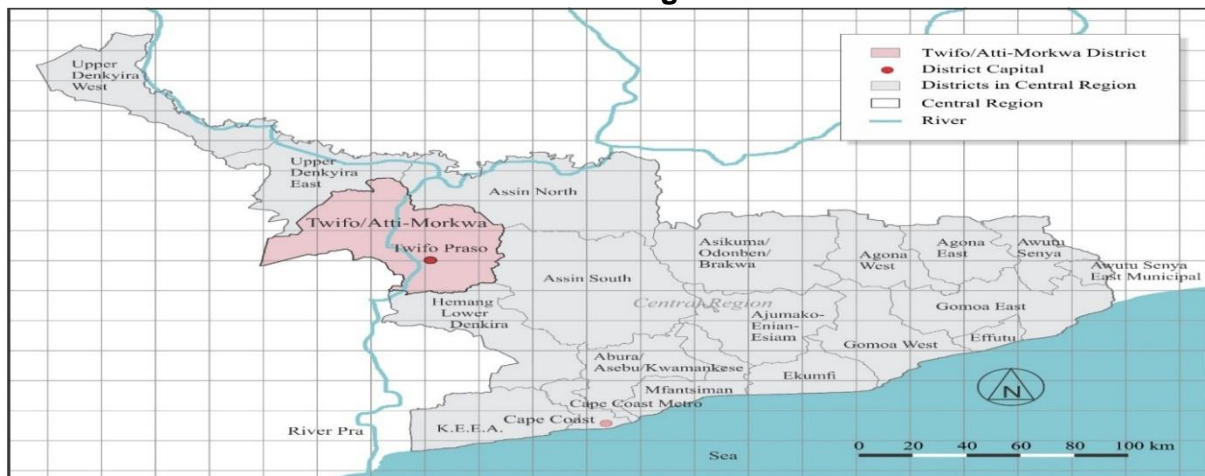 Twifo/Atti-Morkwa District
District Capital
Districts in Central Region
Central Region
River
Upper
Denkyira
West
Upper
Denkyira
East
Assin North
Twifo/Atti-Morkwa
Twifo Praso
Asikuma/
Odonben/
Brakwa
Agona
West
Agona
East
Awutu
Senya
Awutu Senya
East Municipal
Assin South
Hemang
Lower
Denkira
Central Region
Ajumako-
Enian-
Esiam
Gomoa East
Gomoa West
Effutu
Abura/
Asebu/Kwamankese
Ekumfi
Mfantsiman
Cape Coast Metro
Cape Coast
K.E.E.A.
River Pra
Sea
N
0 20 40 60 80 100 km